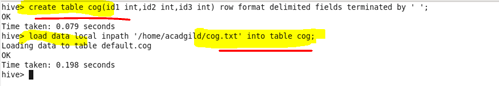 hive> create table cog(id1 int,id2 int,id3 int) row format delimited fields terminated by ' ';
OK
Time taken: 0.079 seconds
hive> load data local inpath '/home/acadgild/cog.txt' into table cog;
Loading data to table default.cog
OK
Time taken: 0.198 seconds
hive>